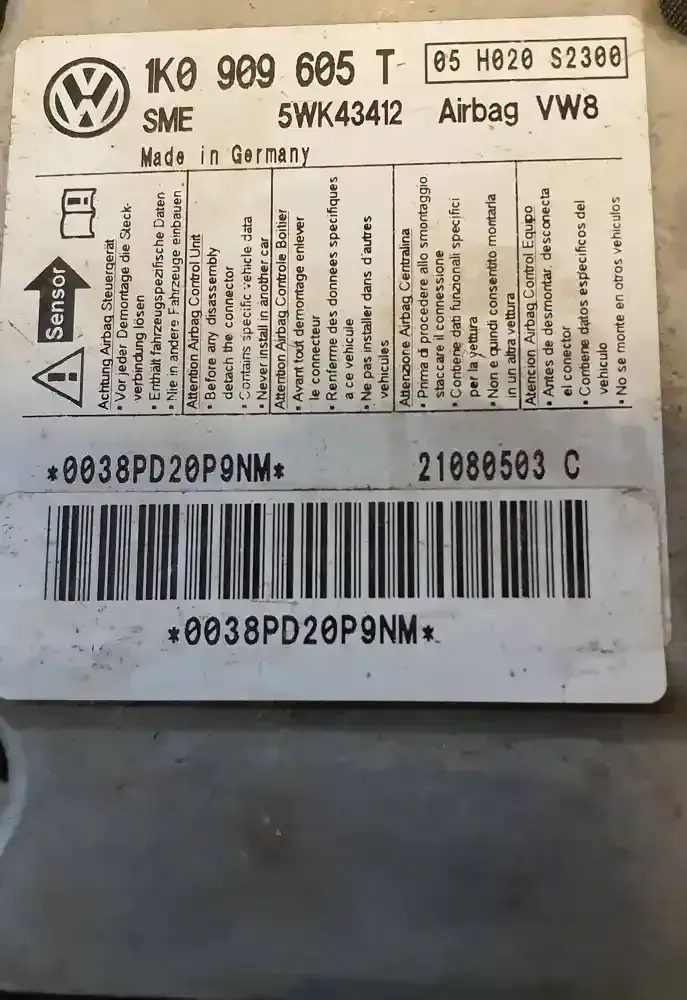 1K0 909 605 T
05 H020 S2300
SME
5WK43412
Airbag VW8
Made in Germany
Sensor
Achtung Airbag Steuergerät
• Vor jeder Demontage die Steck-
verbindung lösen
• Enthält fahrzeugspezifische Daten
• Nie in andere Fahrzeuge einbauen
Attention Airbag Control Unit
• Before any disassembly
detach the connector
• Contains specific vehicle data
• Never install in another car
Attention Airbag Controle Boitier
• Avant tout demontage enlever
le connecteur
• Renferme des donnees specifiques
a ce vehicule
• Ne pas installer dans d'autres
vehicules
Attenzione Airbag Centralina
• Prima di procedere allo smontaggio
staccare il connessione
• Contiene dati funzionali specifici
per la vettura
• Non e quindi consentito montarla
in un altra vettura
Atencion Airbag Control Equipo
• Antes de desmontar, desconecta
el conector
• Contiene datos especificos del
vehiculo
• No se monte en otros vehiculos
*0038PD20P9NM*
21080503 C
*0038PD20P9NM*